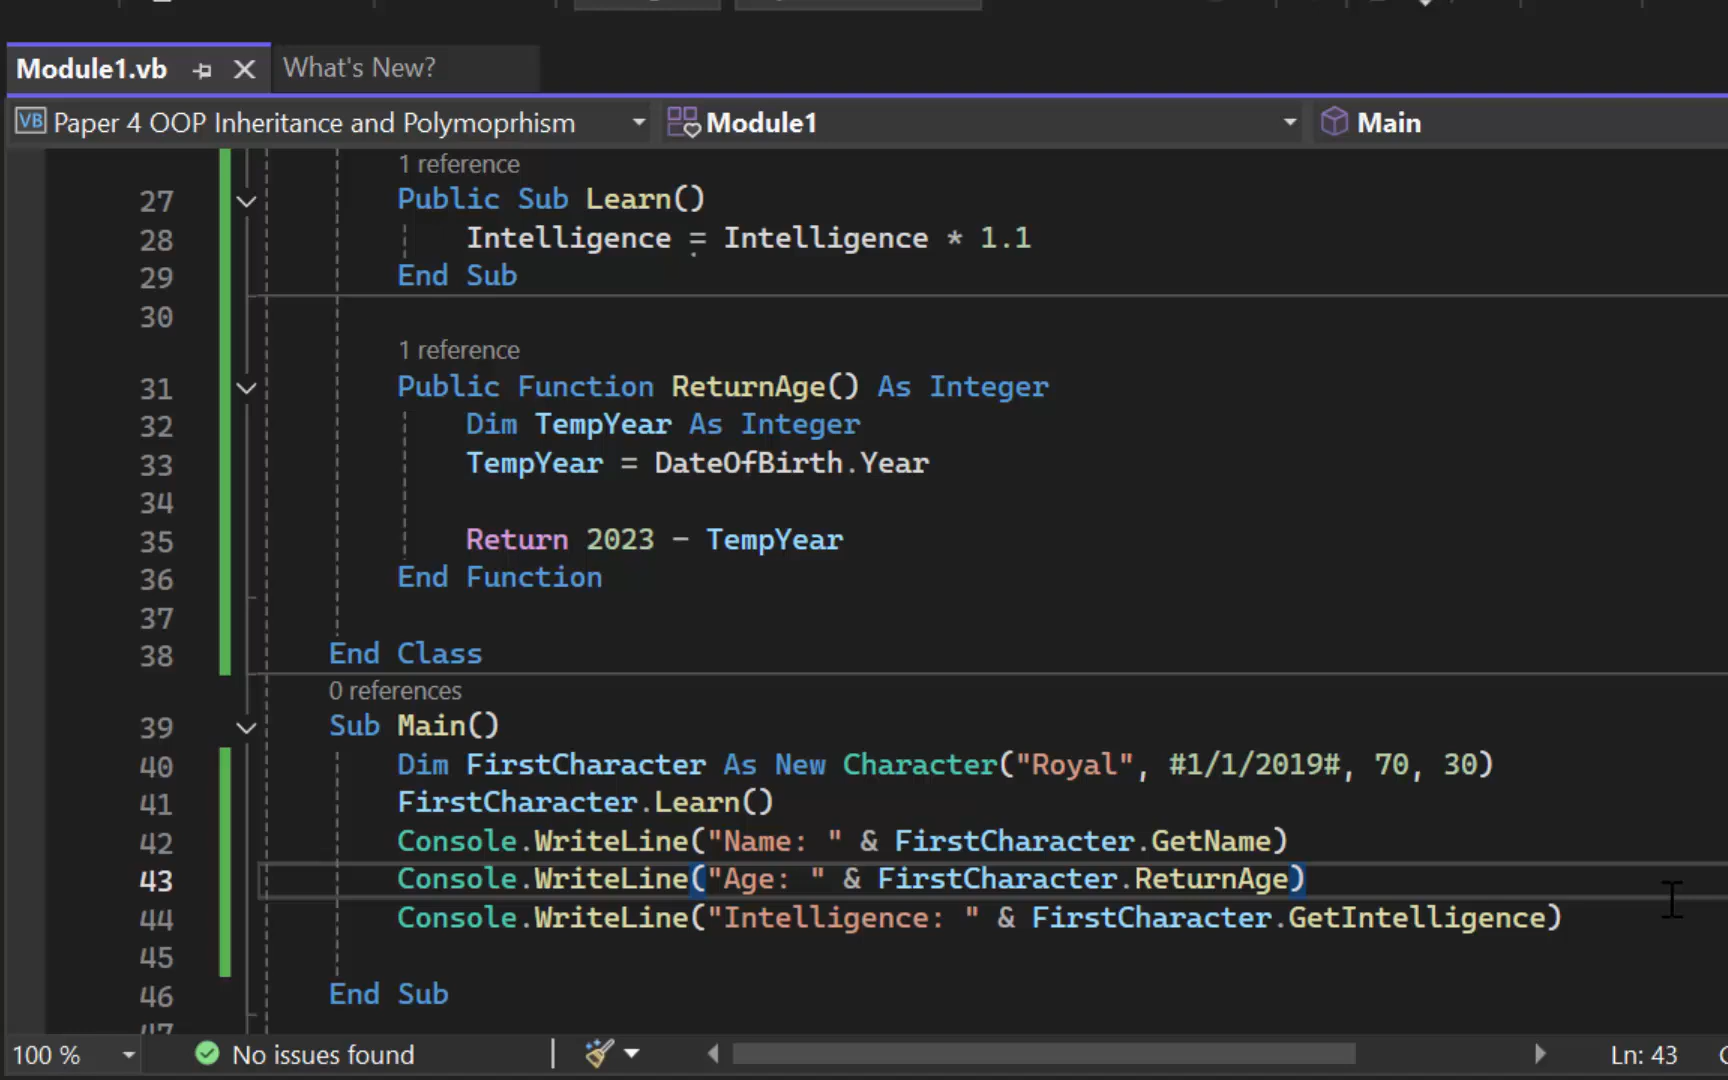 Module1.vb What's New?
VB Paper 4 OOP Inheritance and Polymoprhism Module1 Main
1 reference
27 Public Sub Learn()
28 Intelligence = Intelligence * 1.1
29 End Sub
30
1 reference
31 Public Function ReturnAge() As Integer
32 Dim TempYear As Integer
33 TempYear = DateOfBirth.Year
34
35 Return 2023 - TempYear
36 End Function
37
38 End Class
0 references
39 Sub Main()
40 Dim FirstCharacter As New Character("Royal", #1/1/2019#, 70, 30)
41 FirstCharacter.Learn()
42 Console.WriteLine("Name: " & FirstCharacter.GetName)
43 Console.WriteLine("Age: " & FirstCharacter.ReturnAge)
44 Console.WriteLine("Intelligence: " & FirstCharacter.GetIntelligence)
45
46 End Sub
47
100 % No issues found Ln: 43